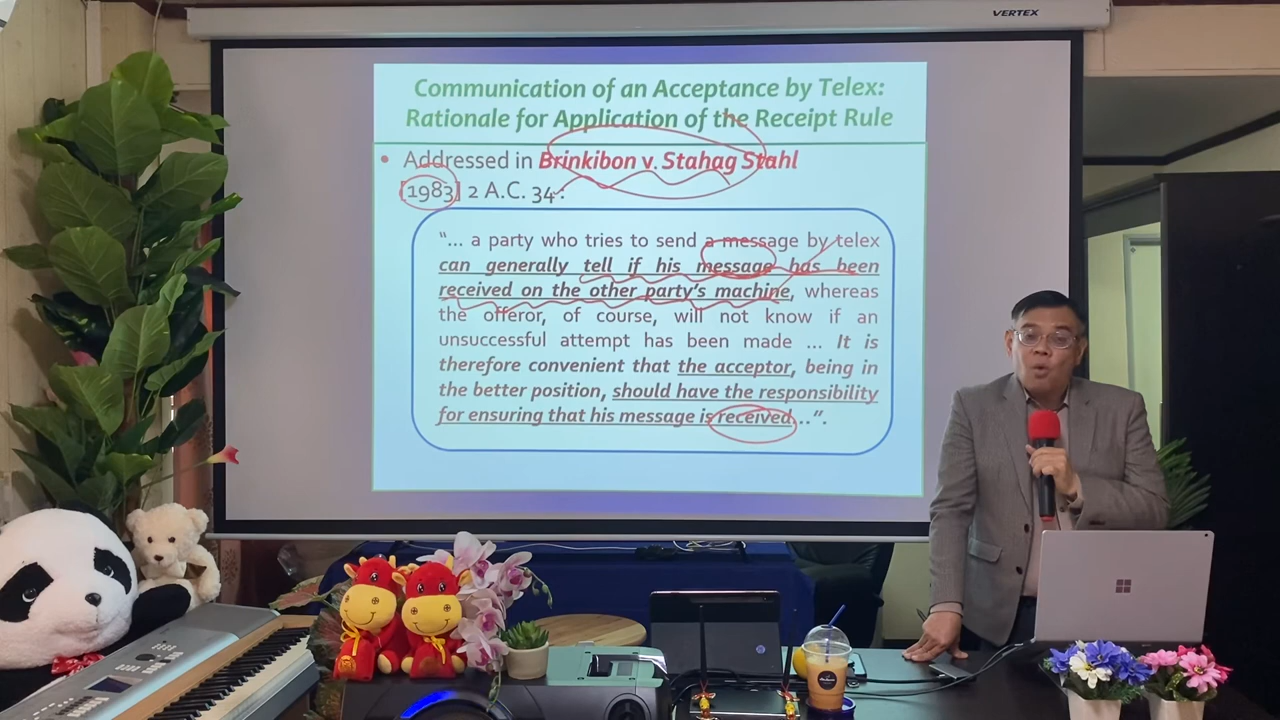 VERTEX
Communication of an Acceptance by Telex:
Rationale for Application of the Receipt Rule
• Addressed in Brinkibon v. Stahag Stahl
[1983] 2 A.C. 34:
“... a party who tries to send a message by telex
can generally tell if his message has been
received on the other party’s machine, whereas
the offeror, of course, will not know if an
unsuccessful attempt has been made ... It is
therefore convenient that the acceptor, being in
the better position, should have the responsibility
for ensuring that his message is received...”.